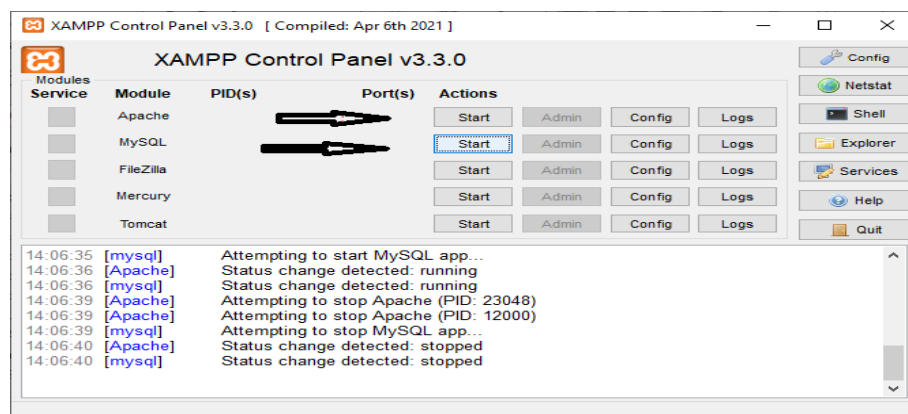 XAMPP Control Panel v3.3.0 [ Compiled: Apr 6th 2021 ]
XAMPP Control Panel v3.3.0
Config
Modules
Service Module PID(s) Port(s) Actions
Netstat
Apache Start Admin Config Logs
Shell
MySQL Start Admin Config Logs
Explorer
FileZilla Start Admin Config Logs
Services
Mercury Start Admin Config Logs
Help
Tomcat Start Admin Config Logs
Quit
14:06:35 [mysql] Attempting to start MySQL app...
14:06:36 [Apache] Status change detected: running
14:06:36 [mysql] Status change detected: running
14:06:39 [Apache] Attempting to stop Apache (PID: 23048)
14:06:39 [Apache] Attempting to stop Apache (PID: 12000)
14:06:39 [mysql] Attempting to stop MySQL app...
14:06:40 [Apache] Status change detected: stopped
14:06:40 [mysql] Status change detected: stopped